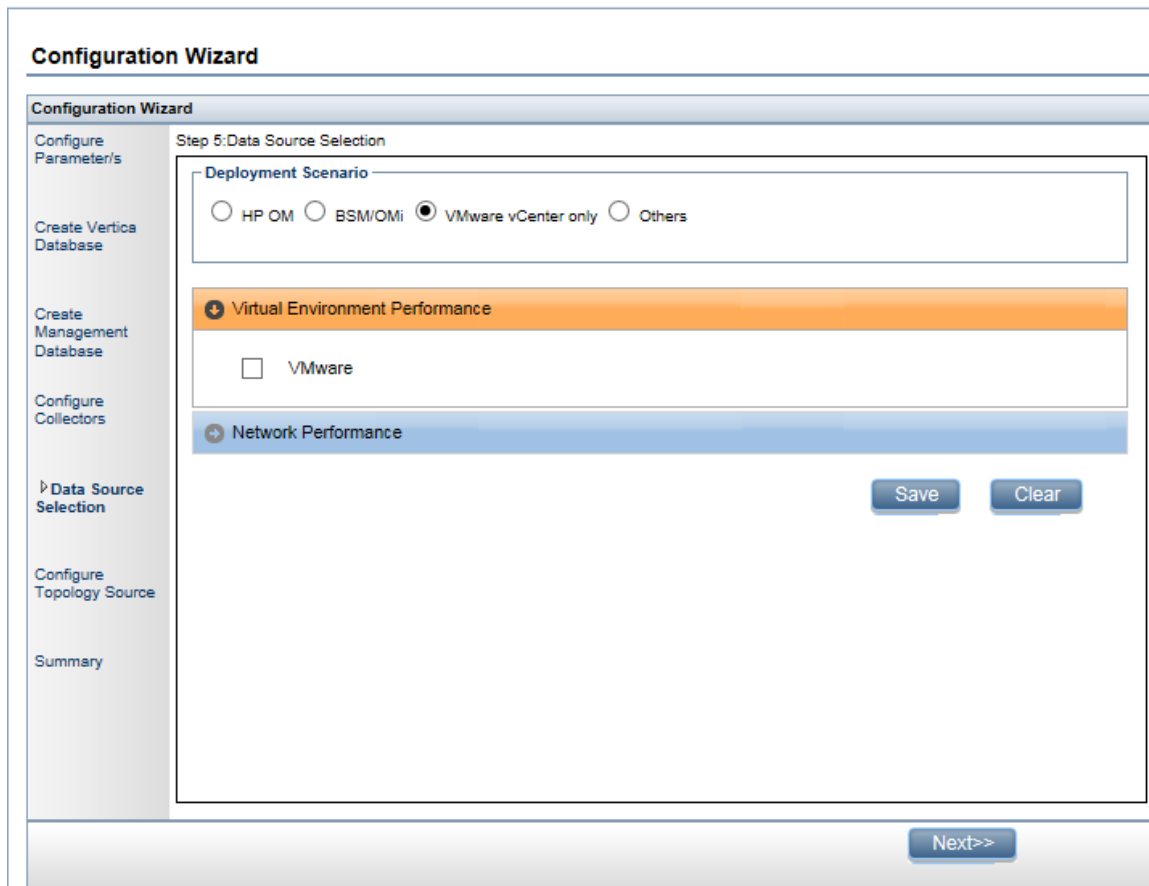 Configuration Wizard
Configuration Wizard
Configure
Parameter/s
Create Vertica
Database
Create
Management
Database
Configure
Collectors
Data Source
Selection
Configure
Topology Source
Summary
Step 5:Data Source Selection
Deployment Scenario
HP OM BSM/OMi VMware vCenter only Others
Virtual Environment Performance
VMware
Network Performance
Save Clear
Next>>